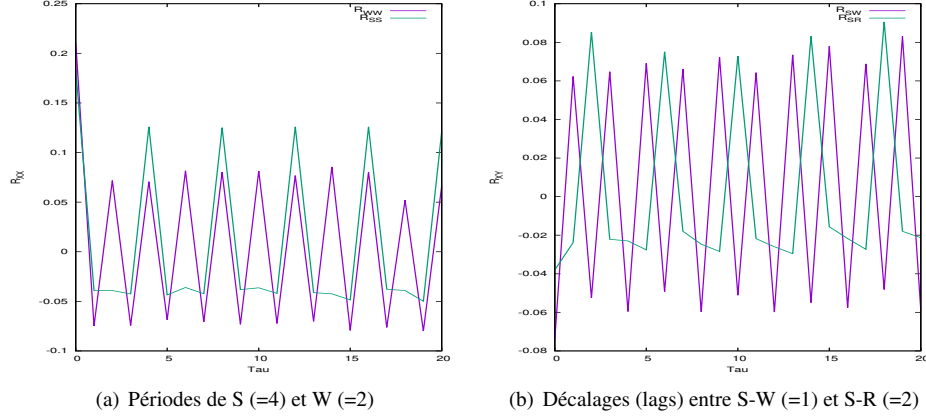 R_WW
R_SS
0.25
0.2
0.15
0.1
0.05
0
-0.05
-0.1
R_XX
0 5 10 15 20
Tau
(a) Périodes de S (=4) et W (=2)
R_SW
R_SR
0.1
0.08
0.06
0.04
0.02
0
-0.02
-0.04
-0.06
-0.08
R_XY
0 5 10 15 20
Tau
(b) Décalages (lags) entre S-W (=1) et S-R (=2)